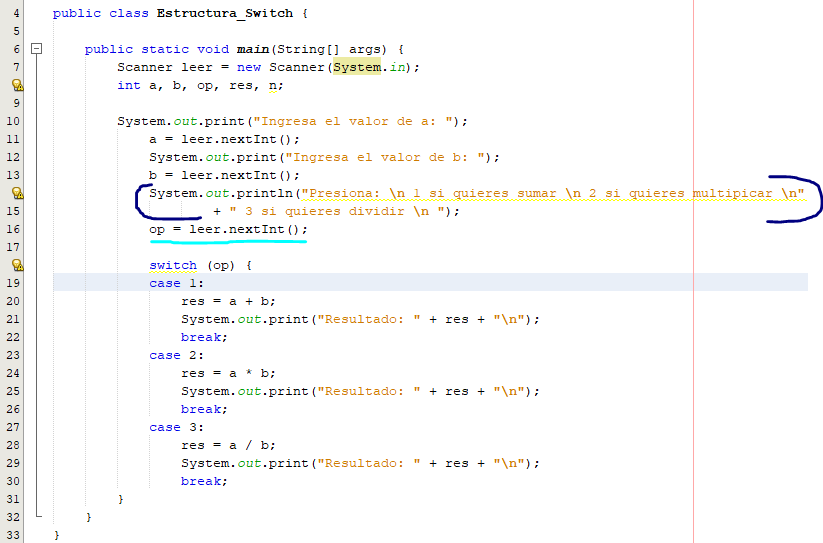 4 public class Estructura_Switch {
5
6 public static void main(String[] args) {
7 Scanner leer = new Scanner(System.in);
int a, b, op, res, n;
9
10 System.out.print("Ingresa el valor de a: ");
11 a = leer.nextInt();
12 System.out.print("Ingresa el valor de b: ");
13 b = leer.nextInt();
System.out.println("Presiona: \n 1 si quieres sumar \n 2 si quieres multipicar \n"
15 + " 3 si quieres dividir \n ");
16 op = leer.nextInt();
17
switch (op) {
19 case 1:
20 res = a + b;
21 System.out.print("Resultado: " + res + "\n");
22 break;
23 case 2:
24 res = a * b;
25 System.out.print("Resultado: " + res + "\n");
26 break;
27 case 3:
28 res = a / b;
29 System.out.print("Resultado: " + res + "\n");
30 break;
31 }
32 }
33 }